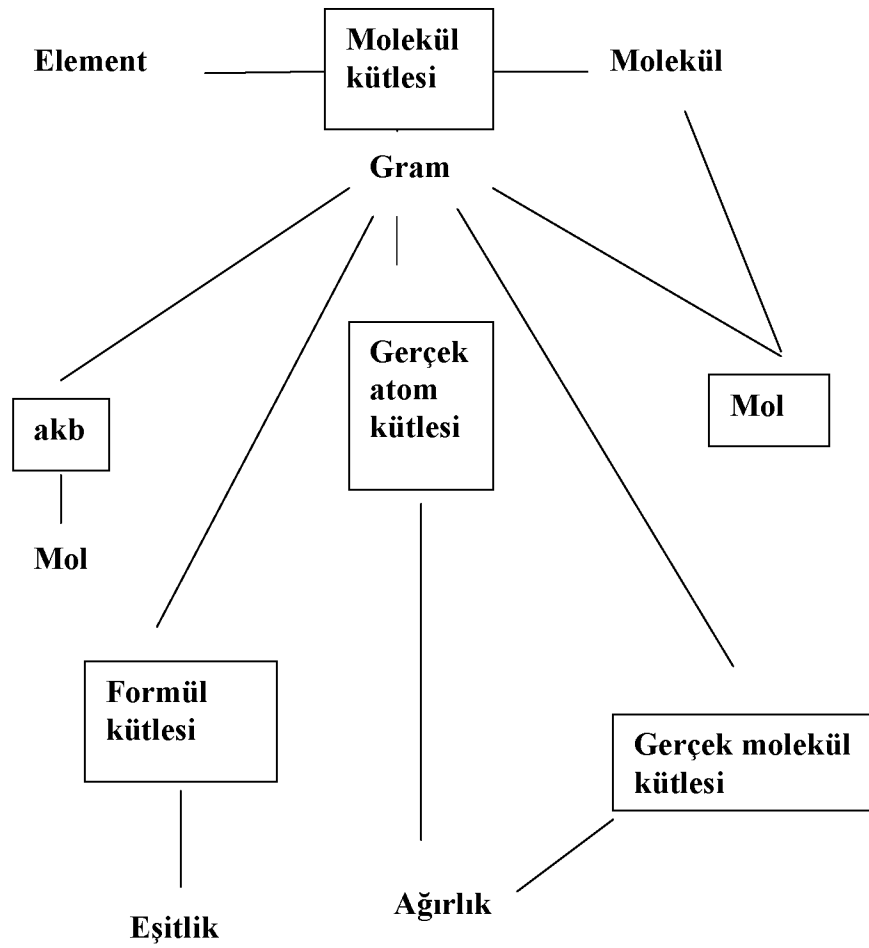 Element
Molekül
kütlesi
Molekül
Gram
Gerçek
atom
kütlesi
Mol
akb
Mol
Formül
kütlesi
Gerçek molekül
kütlesi
Ağırlık
Eşitlik